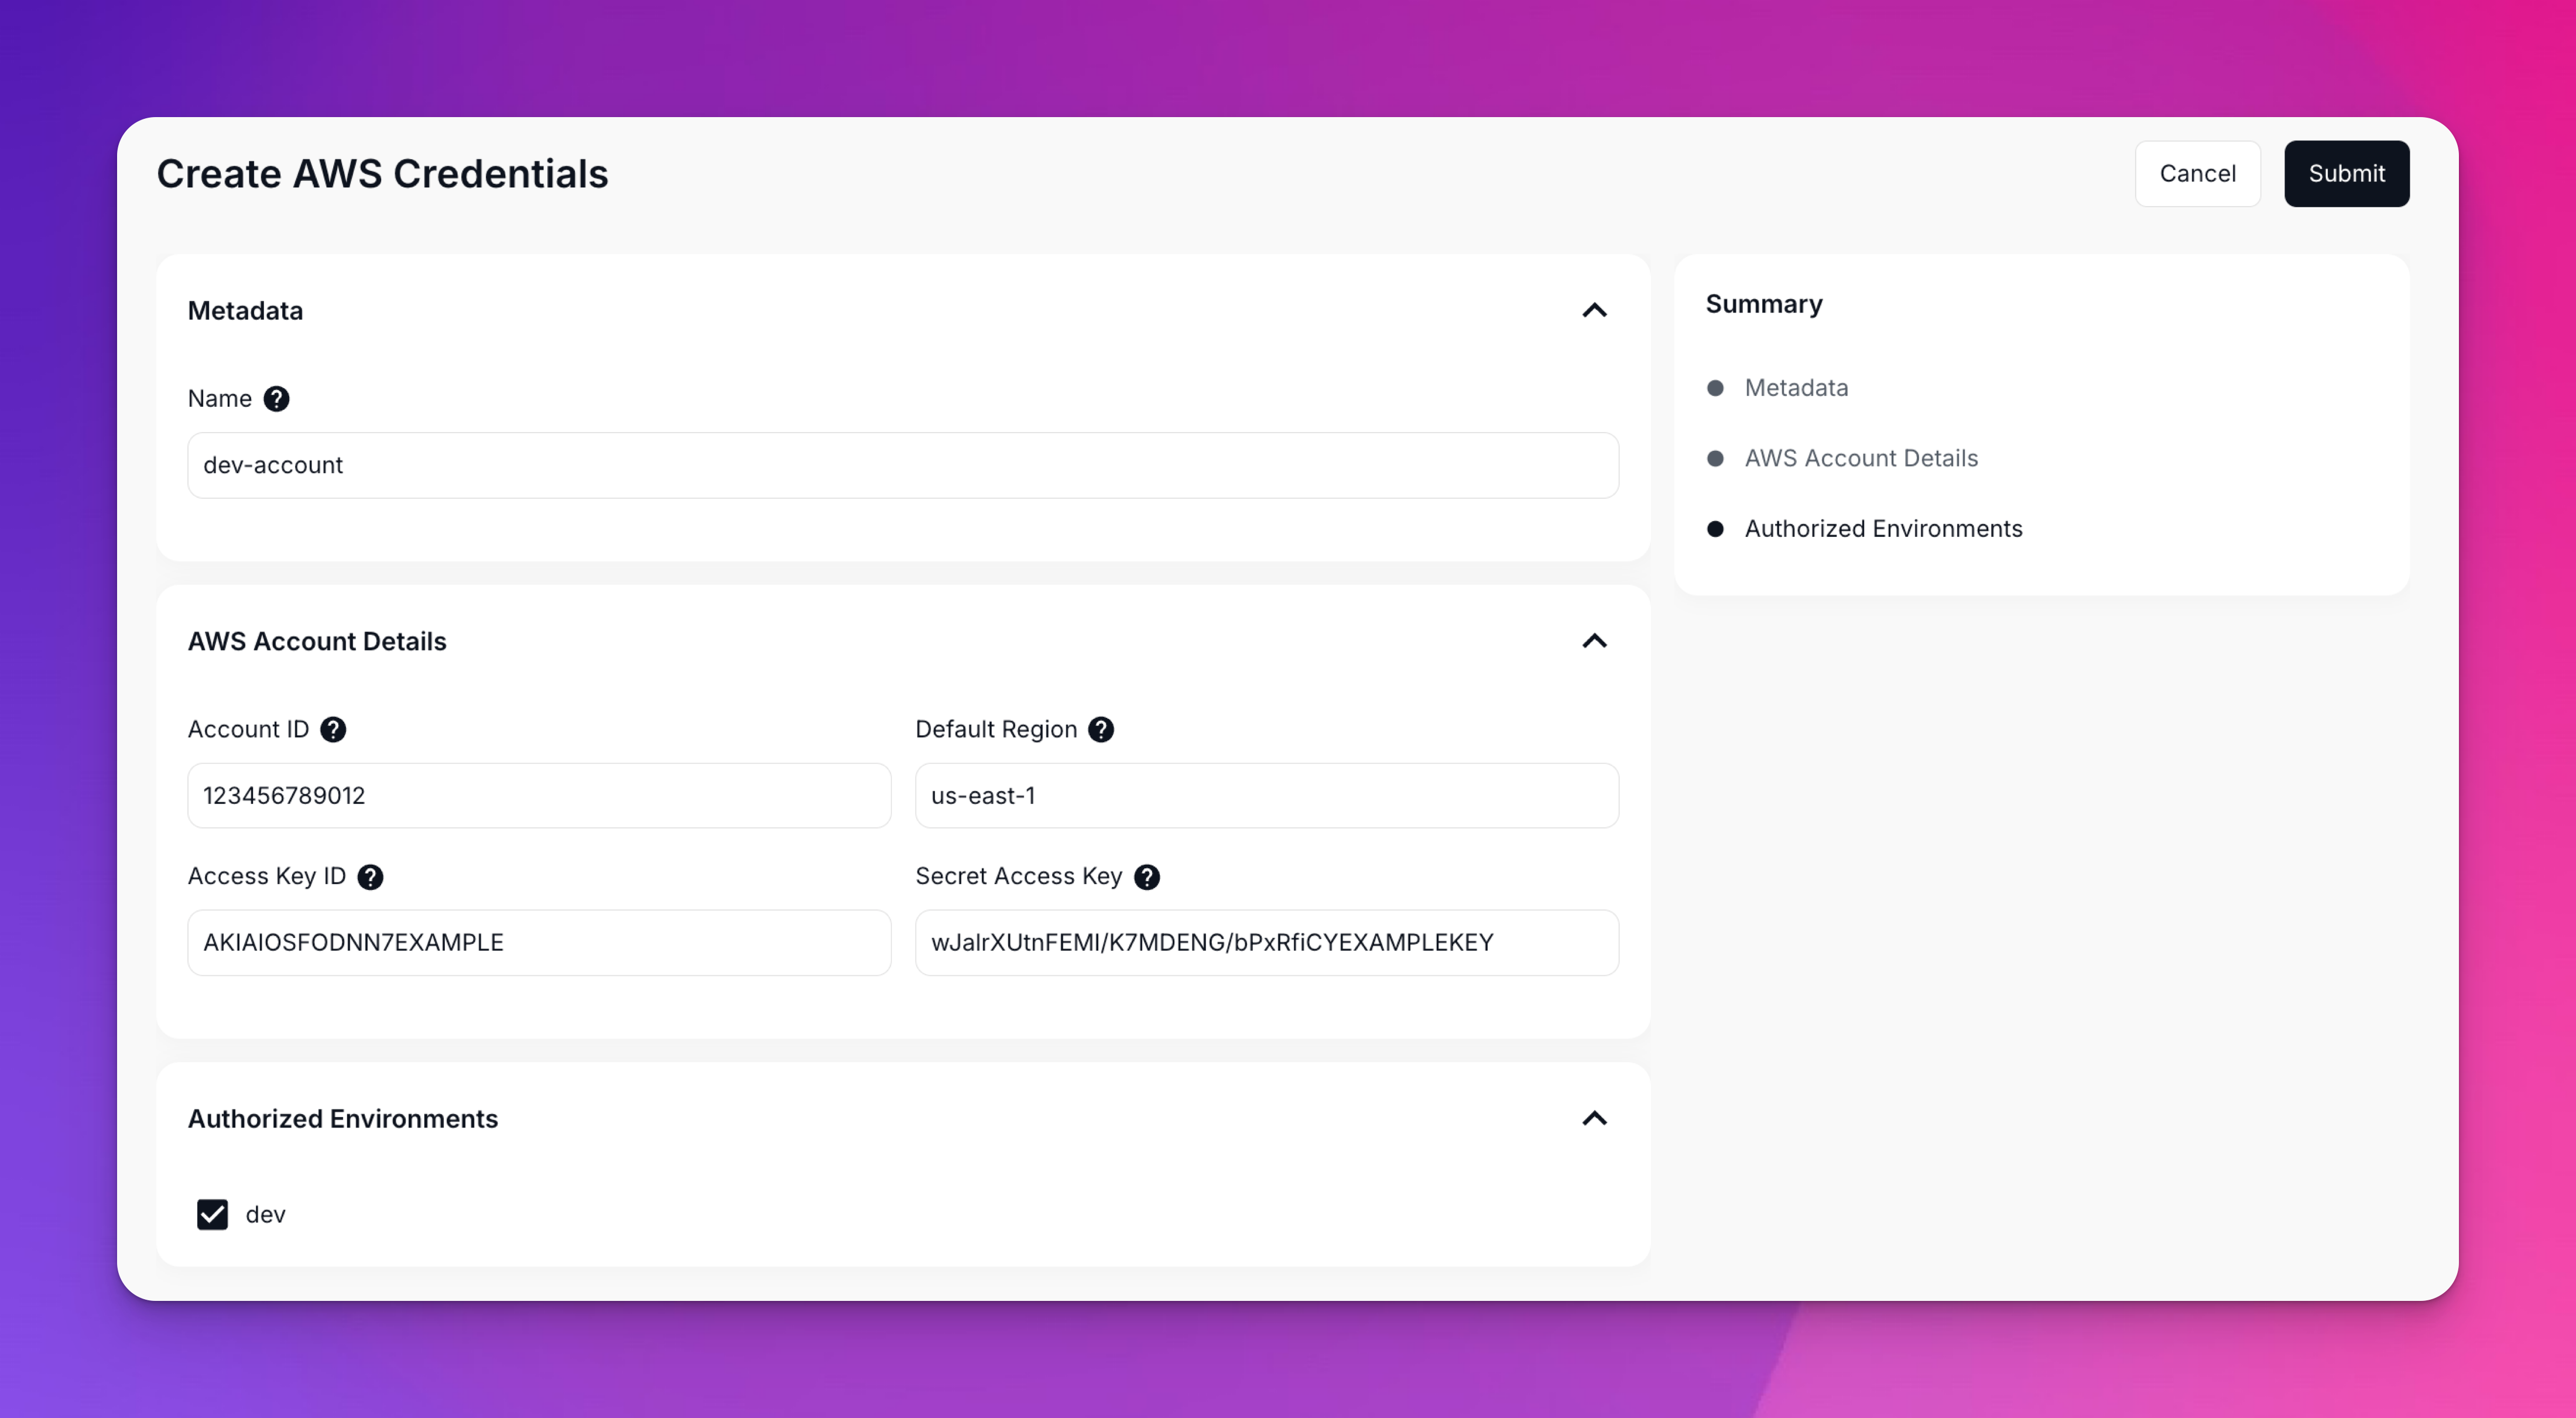 Create AWS Credentials
Cancel
Submit
Metadata
Name ?
dev-account
AWS Account Details
Account ID ?
Default Region ?
123456789012
us-east-1
Access Key ID ?
Secret Access Key ?
AKIAIOSFODNN7EXAMPLE
wJalrXUtnFEMI/K7MDENG/bPxRfiCYEXAMPLEKEY
Authorized Environments
dev
Summary
Metadata
AWS Account Details
Authorized Environments